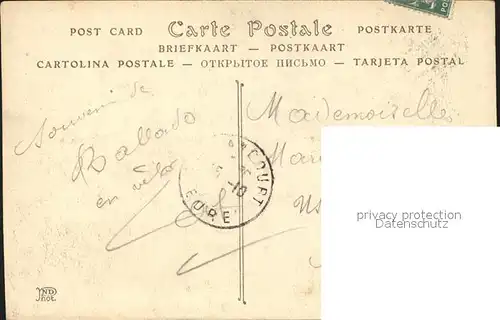 POST CARD Carte Postale POSTKARTE
BRIEFKAART — POSTKAART
CARTOLINA POSTALE — ОТКРЫТОЕ ПИСЬМО — TARJETA POSTAL
Souvenir de
en vélo
Mademoiselle
COURT
EURE
privacy protection
Datenschutz
ND
Phot.